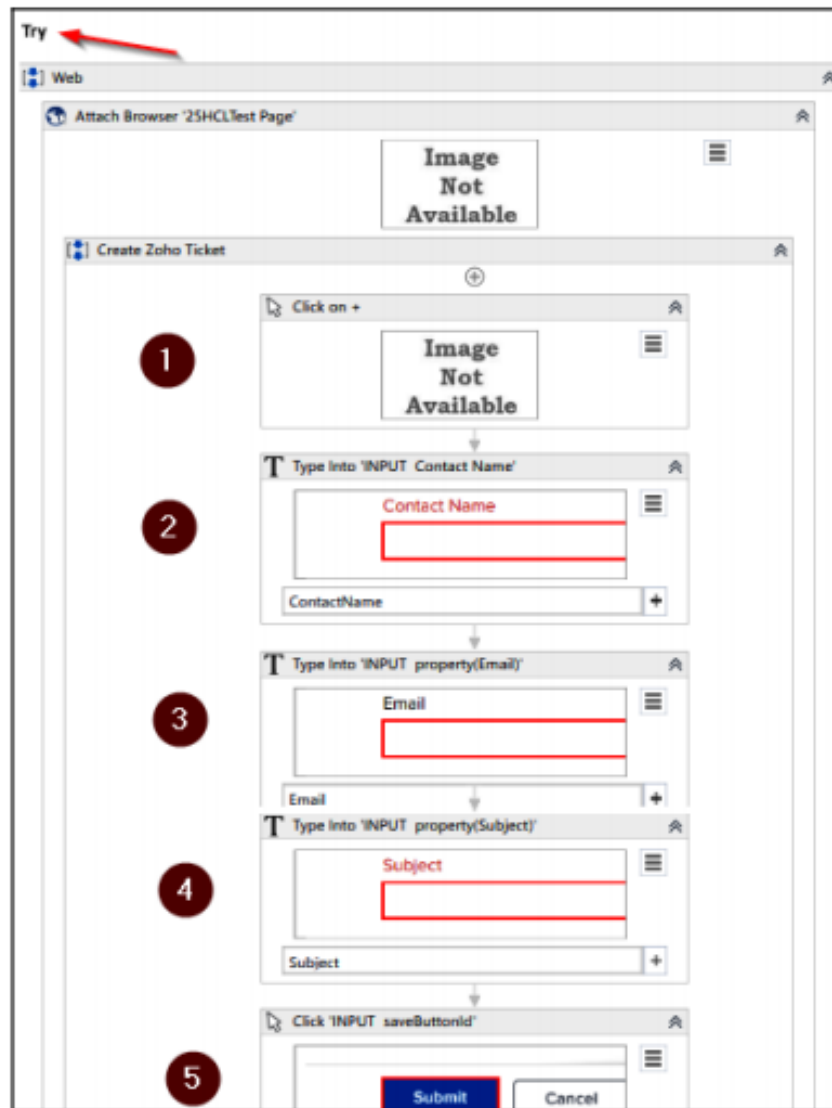 Try
Web
Attach Browser '25HCLTest Page'
Image
Not
Available
Create Zoho Ticket
Click on +
1
Image
Not
Available
T Type Into 'INPUT Contact Name'
2
Contact Name
ContactName
+
T Type Into 'INPUT property(Email)'
3
Email
Email
+
T Type Into 'INPUT property(Subject)'
4
Subject
Subject
+
Click 'INPUT saveButtonId'
5
Submit Cancel